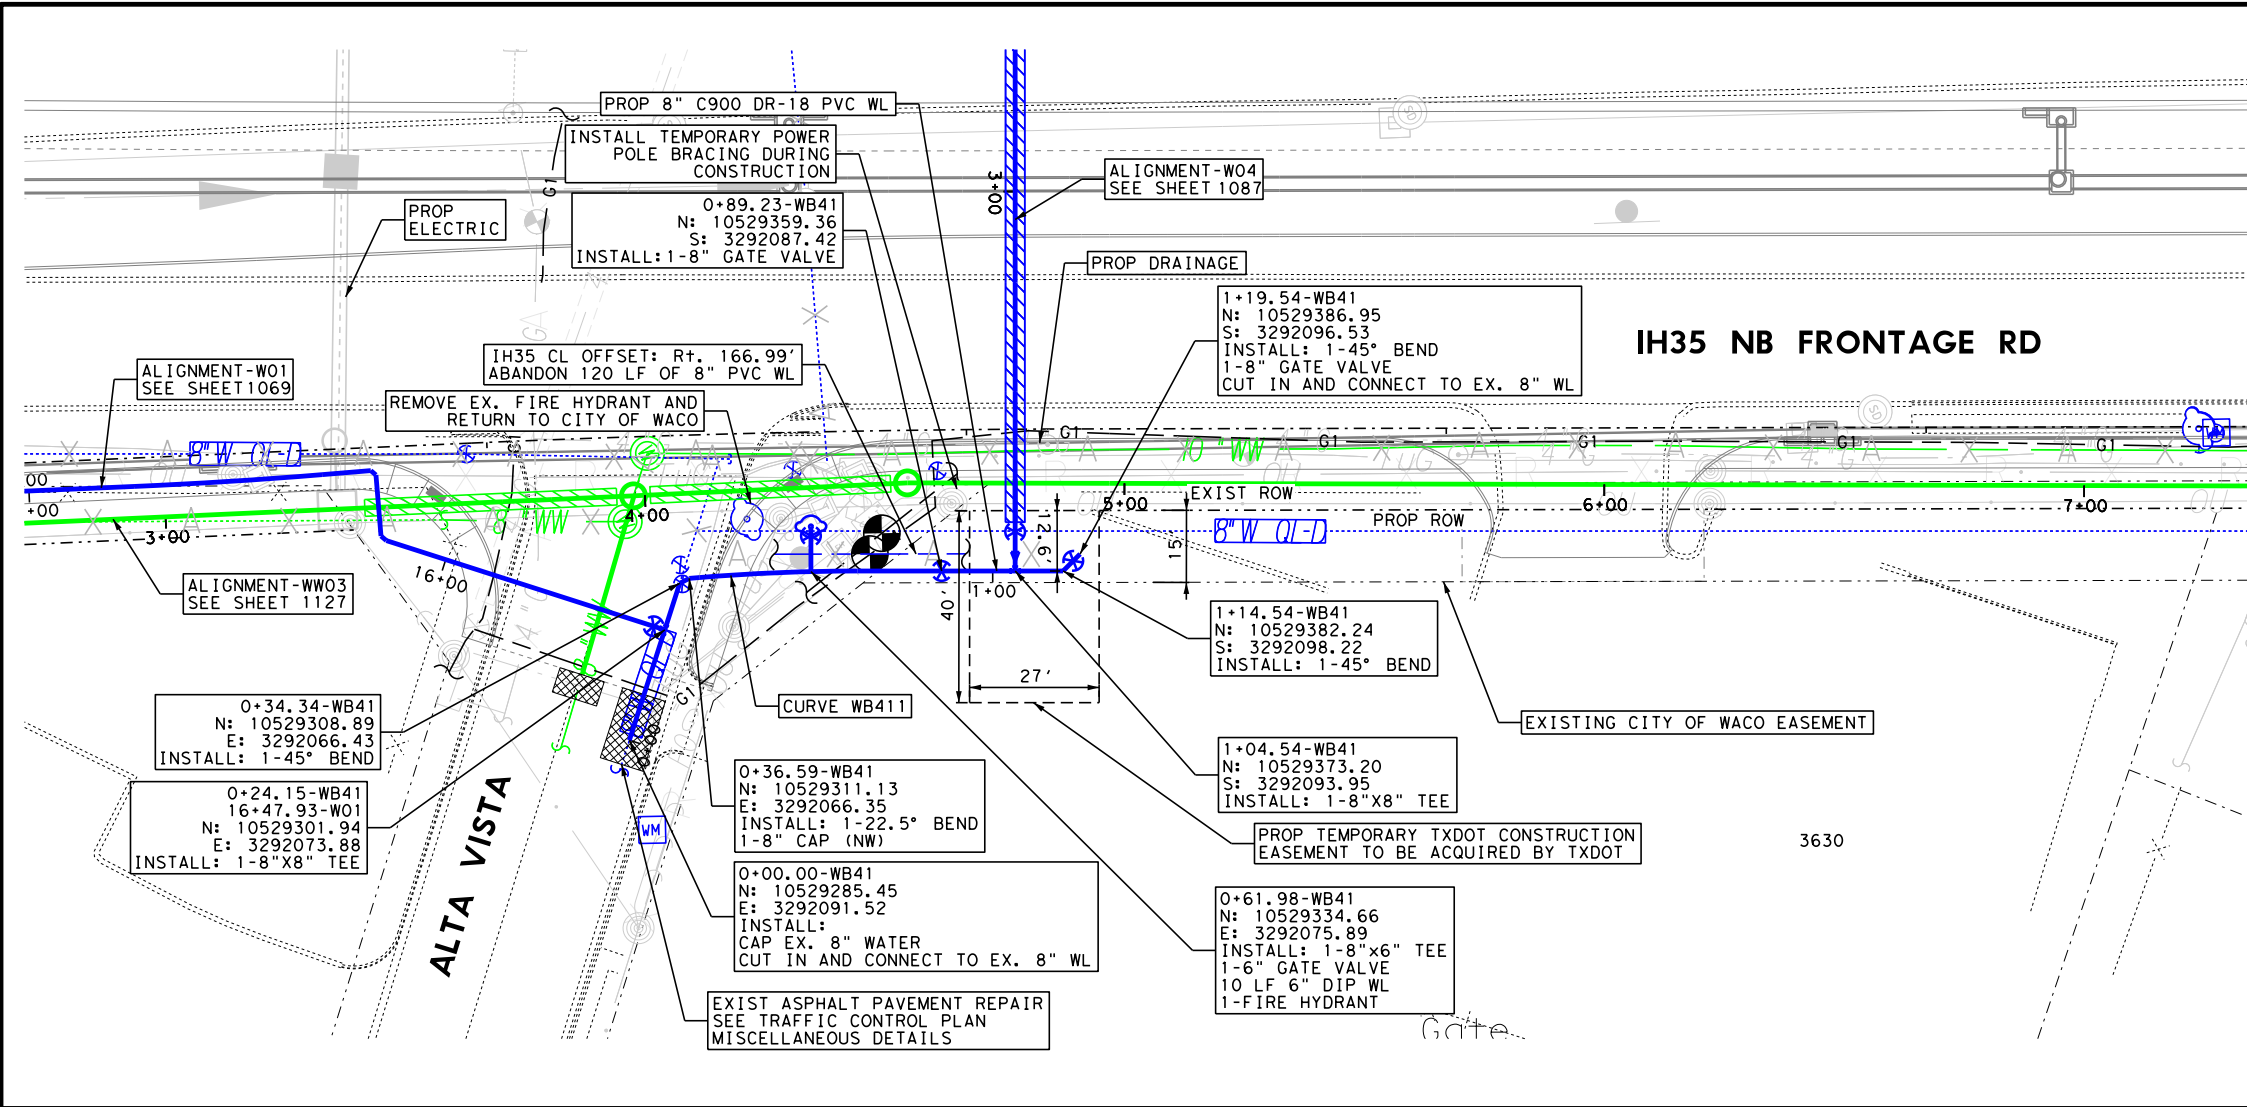 PROP 8" C900 DR-18 PVC WL
INSTALL TEMPORARY POWER
POLE BRACING DURING
CONSTRUCTION
0+89.23-WB41
N: 10529359.36
S: 3292087.42
INSTALL:1-8" GATE VALVE
PROP
ELECTRIC
G1
3+00
ALIGNMENT-W04
SEE SHEET 1087
PROP DRAINAGE
1+19.54-WB41
N: 10529386.95
S: 3292096.53
INSTALL: 1-45° BEND
1-8" GATE VALVE
CUT IN AND CONNECT TO EX. 8" WL
IH35 NB FRONTAGE RD
IH35 CL OFFSET: Rt. 166.99'
ABANDON 120 LF OF 8" PVC WL
ALIGNMENT-W01
SEE SHEET 1069
REMOVE EX. FIRE HYDRANT AND
RETURN TO CITY OF WACO
8"W QL-D
G1
G1
G1
G1
10 "WW
WM
00
+00
3+00
8 "WW
4+00
5+00
6+00
7+00
EXIST ROW
PROP ROW
8"W QL-D
12.6'
15'
40'
27'
1+00
16+00
8 "WW
G1
0+00
ALIGNMENT-WW03
SEE SHEET 1127
1+14.54-WB41
N: 10529382.24
S: 3292098.22
INSTALL: 1-45° BEND
CURVE WB411
EXISTING CITY OF WACO EASEMENT
0+34.34-WB41
N: 10529308.89
E: 3292066.43
INSTALL: 1-45° BEND
0+24.15-WB41
16+47.93-W01
N: 10529301.94
E: 3292073.88
INSTALL: 1-8"X8" TEE
0+36.59-WB41
N: 10529311.13
E: 3292066.35
INSTALL: 1-22.5° BEND
1-8" CAP (NW)
1+04.54-WB41
N: 10529373.20
S: 3292093.95
INSTALL: 1-8"X8" TEE
WM
ALTA VISTA
PROP TEMPORARY TXDOT CONSTRUCTION
EASEMENT TO BE ACQUIRED BY TXDOT
3630
0+00.00-WB41
N: 10529285.45
E: 3292091.52
INSTALL:
CAP EX. 8" WATER
CUT IN AND CONNECT TO EX. 8" WL
0+61.98-WB41
N: 10529334.66
E: 3292075.89
INSTALL: 1-8"x6" TEE
1-6" GATE VALVE
10 LF 6" DIP WL
1-FIRE HYDRANT
EXIST ASPHALT PAVEMENT REPAIR
SEE TRAFFIC CONTROL PLAN
MISCELLANEOUS DETAILS
Gate